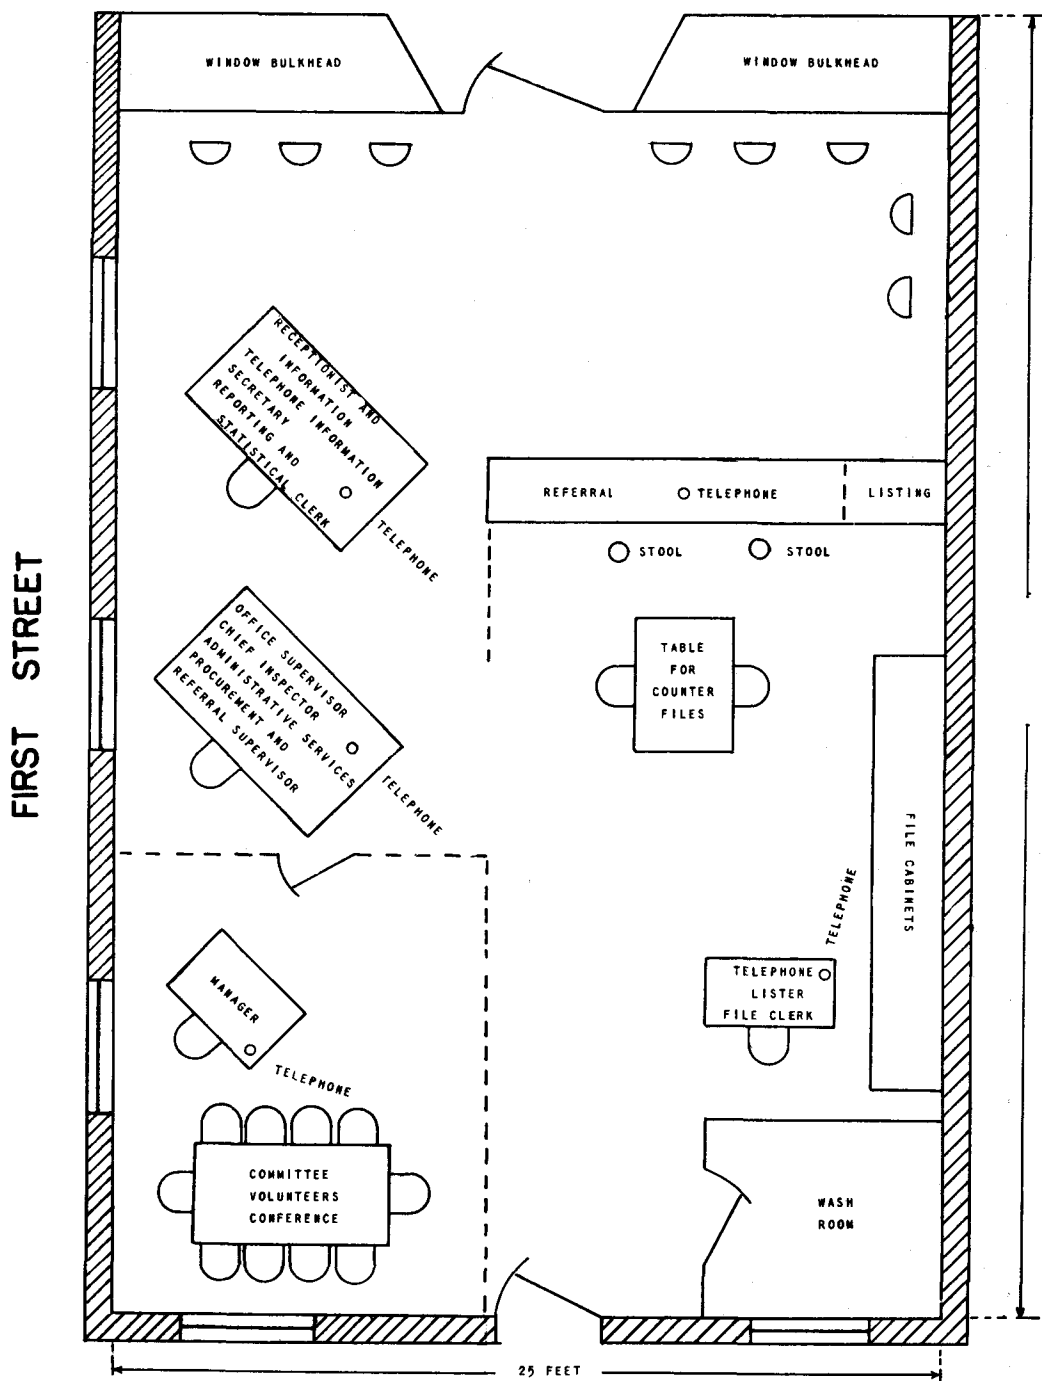 WINDOW BULKHEAD
WINDOW BULKHEAD
RECEPTIONIST AND
INFORMATION
TELEPHONE INFORMATION
SECRETARY
REPORTING AND
STATISTICAL CLERK
TELEPHONE
REFERRAL
TELEPHONE
LISTING
STOOL
STOOL
FIRST STREET
OFFICE SUPERVISOR
CHIEF INSPECTOR
ADMINISTRATIVE SERVICES
PROCUREMENT AND
REFERRAL SUPERVISOR
TELEPHONE
TABLE
FOR
COUNTER
FILES
FILE CABINETS
TELEPHONE
TELEPHONE
LISTER
FILE CLERK
MANAGER
TELEPHONE
COMMITTEE
VOLUNTEERS
CONFERENCE
WASH
ROOM
25 FEET